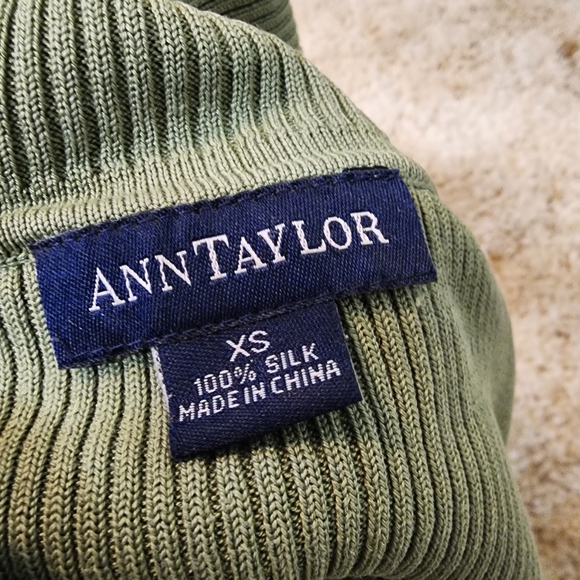 ANNTAYLOR
XS
100% SILK
MADE IN CHINA